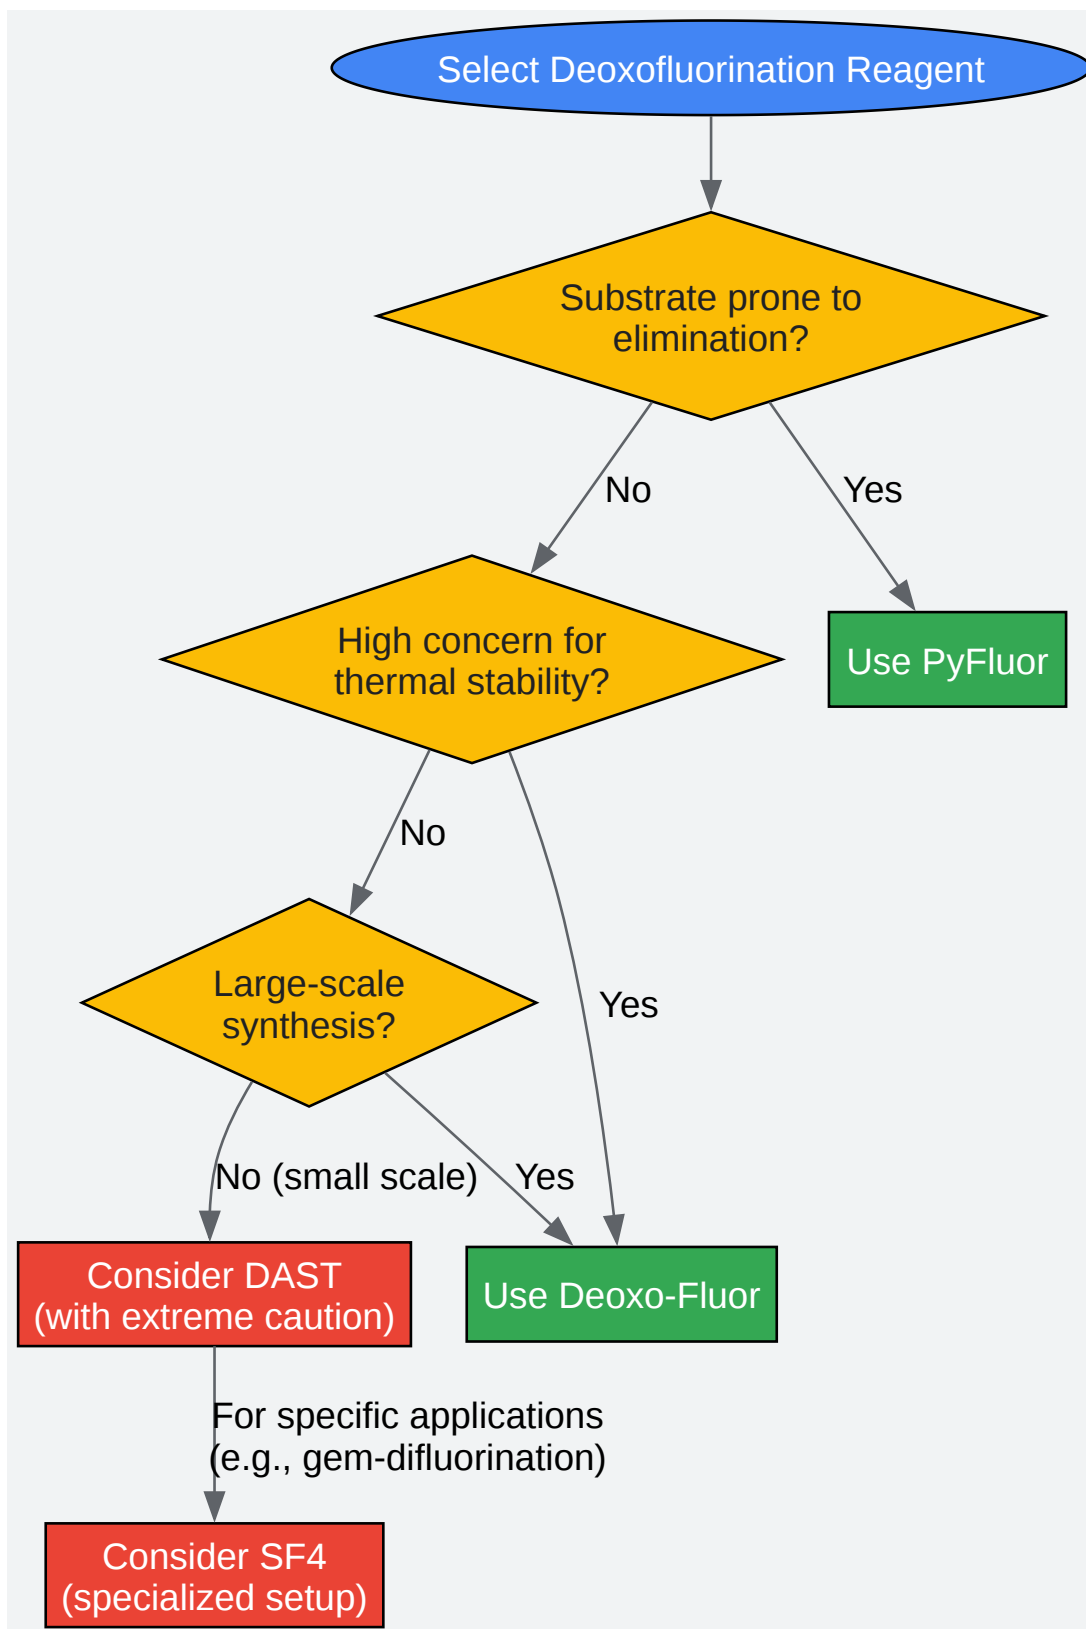 Select Deoxofluorination Reagent
Substrate prone to
elimination?
No
Yes
High concern for
thermal stability?
Use PyFluor
No
Large-scale
synthesis?
Yes
No (small scale)
Yes
Consider DAST
(with extreme caution)
Use Deoxo-Fluor
For specific applications
(e.g., gem-difluorination)
Consider SF4
(specialized setup)